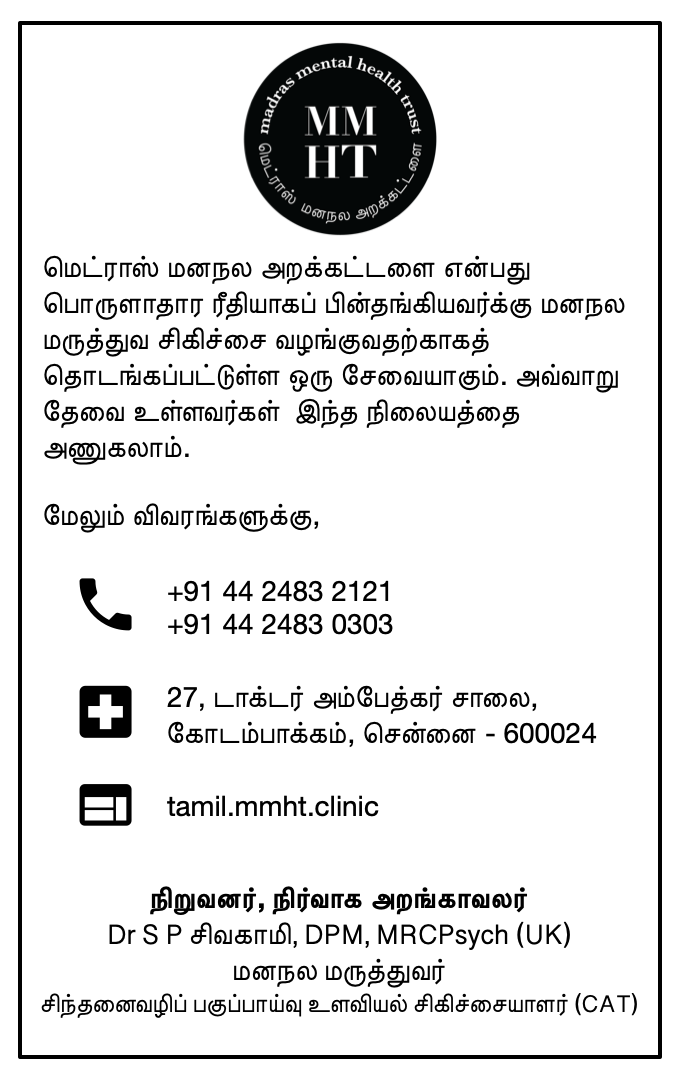 madras mental health trust
MM
HT
மெட்ராஸ் மனநல அறக்கட்டளை
மெட்ராஸ் மனநல அறக்கட்டளை என்பது
பொருளாதார ரீதியாகப் பின்தங்கியவர்க்கு மனநல
மருத்துவ சிகிச்சை வழங்குவதற்காகத்
தொடங்கப்பட்டுள்ள ஒரு சேவையாகும். அவ்வாறு
தேவை உள்ளவர்கள் இந்த நிலையத்தை
அணுகலாம்.
மேலும் விவரங்களுக்கு,
+91 44 2483 2121
+91 44 2483 0303
27, டாக்டர் அம்பேத்கர் சாலை,
கோடம்பாக்கம், சென்னை - 600024
tamil.mmht.clinic
நிறுவனர், நிர்வாக அறங்காவலர்
Dr S P சிவகாமி, DPM, MRCPsych (UK)
மனநல மருத்துவர்
சிந்தனைவழிப் பகுப்பாய்வு உளவியல் சிகிச்சையாளர் (CAT)